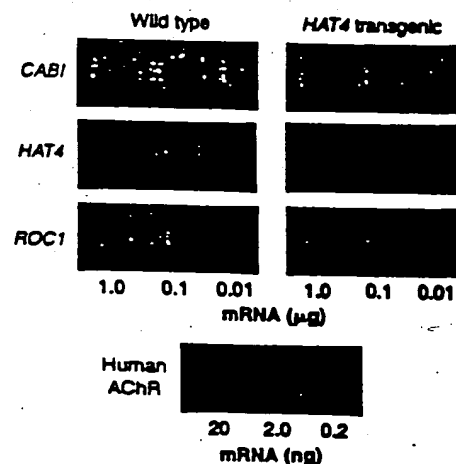 Wild type HAT4 transgenic
CAB1
HAT4
ROC1
1.0 0.1 0.01 1.0 0.1 0.01
mRNA (μg)
Human
AChR
20 2.0 0.2
mRNA (ng)